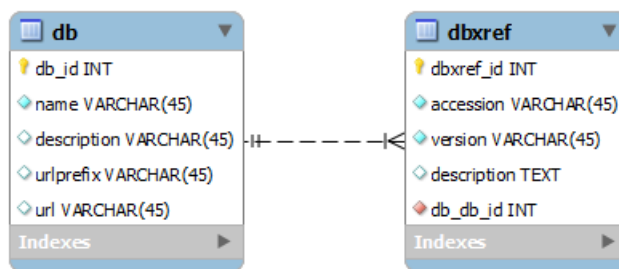 db
db_id INT
name VARCHAR(45)
description VARCHAR(45)
urlprefix VARCHAR(45)
url VARCHAR(45)
Indexes
dbxref
dbxref_id INT
accession VARCHAR(45)
version VARCHAR(45)
description TEXT
db_db_id INT
Indexes